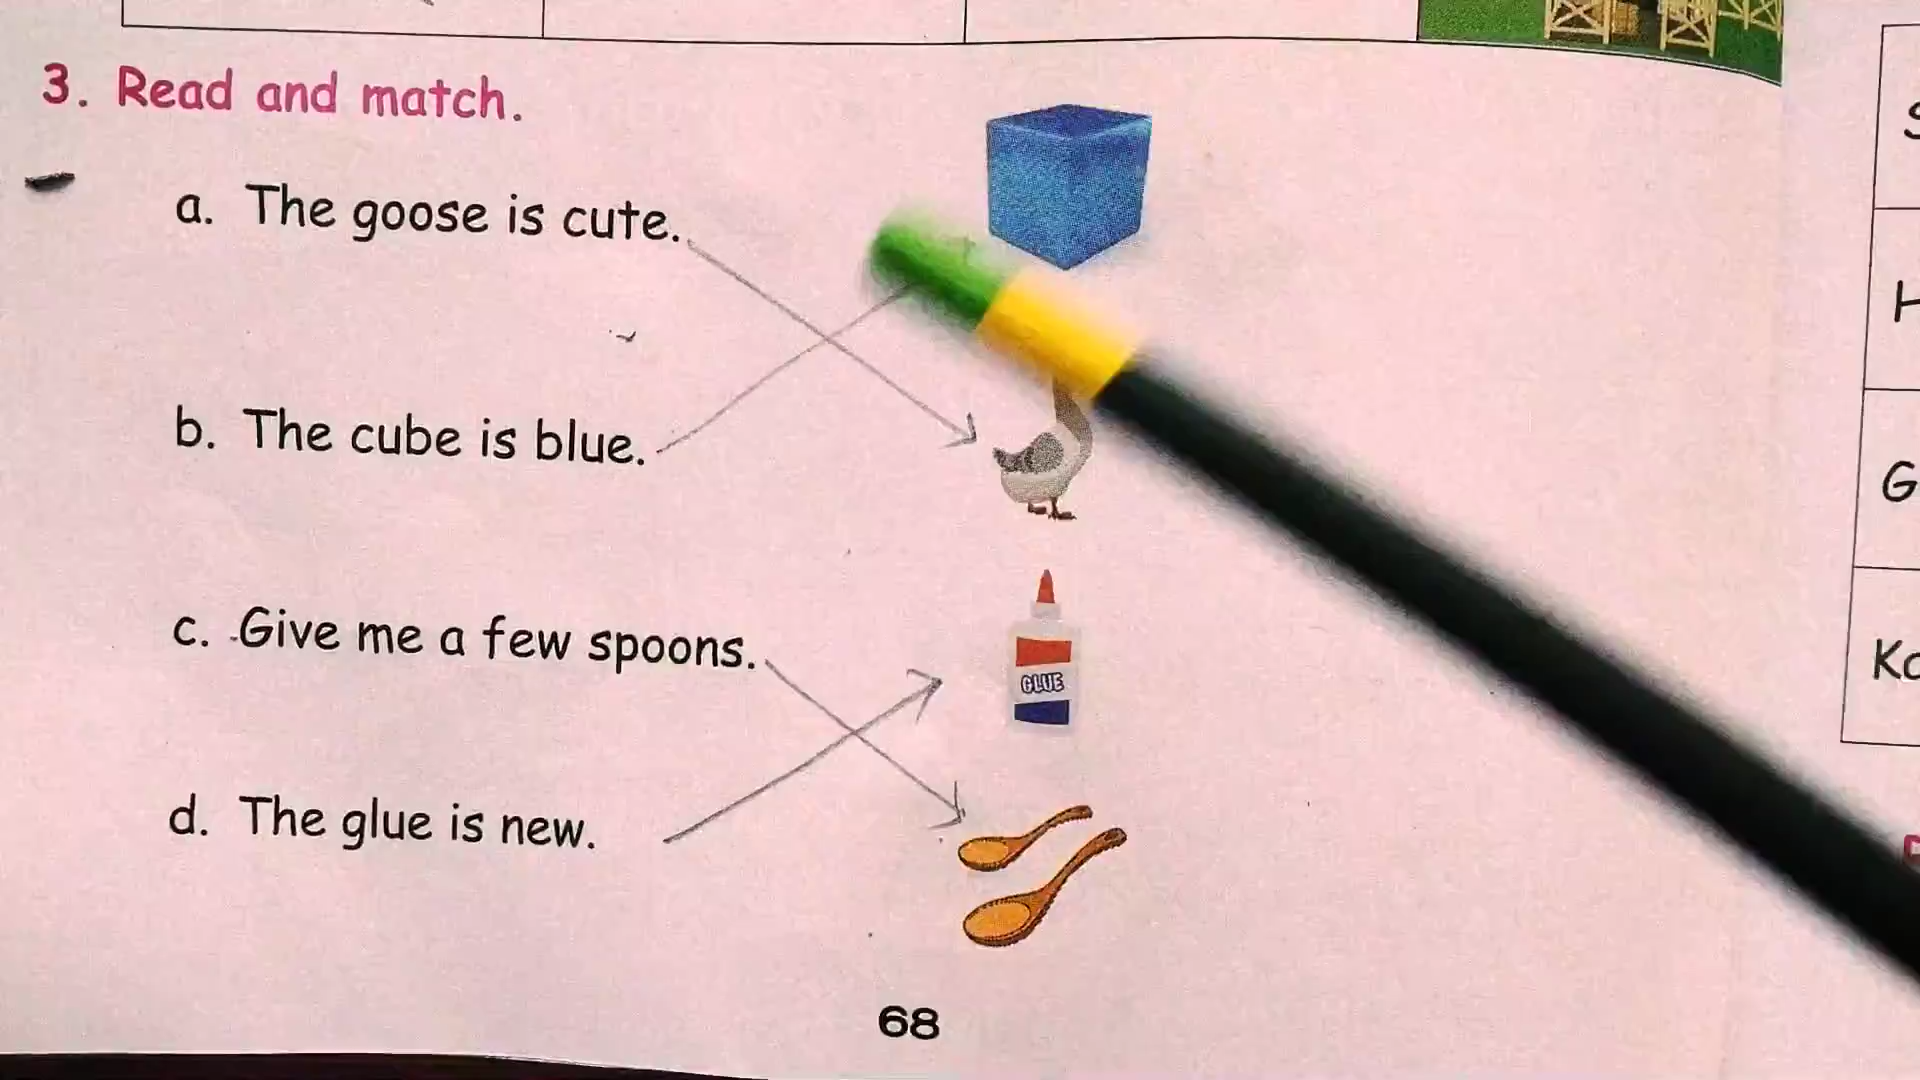 3. Read and match.
a. The goose is cute.
b. The cube is blue.
c. Give me a few spoons.
GLUE
d. The glue is new.
68